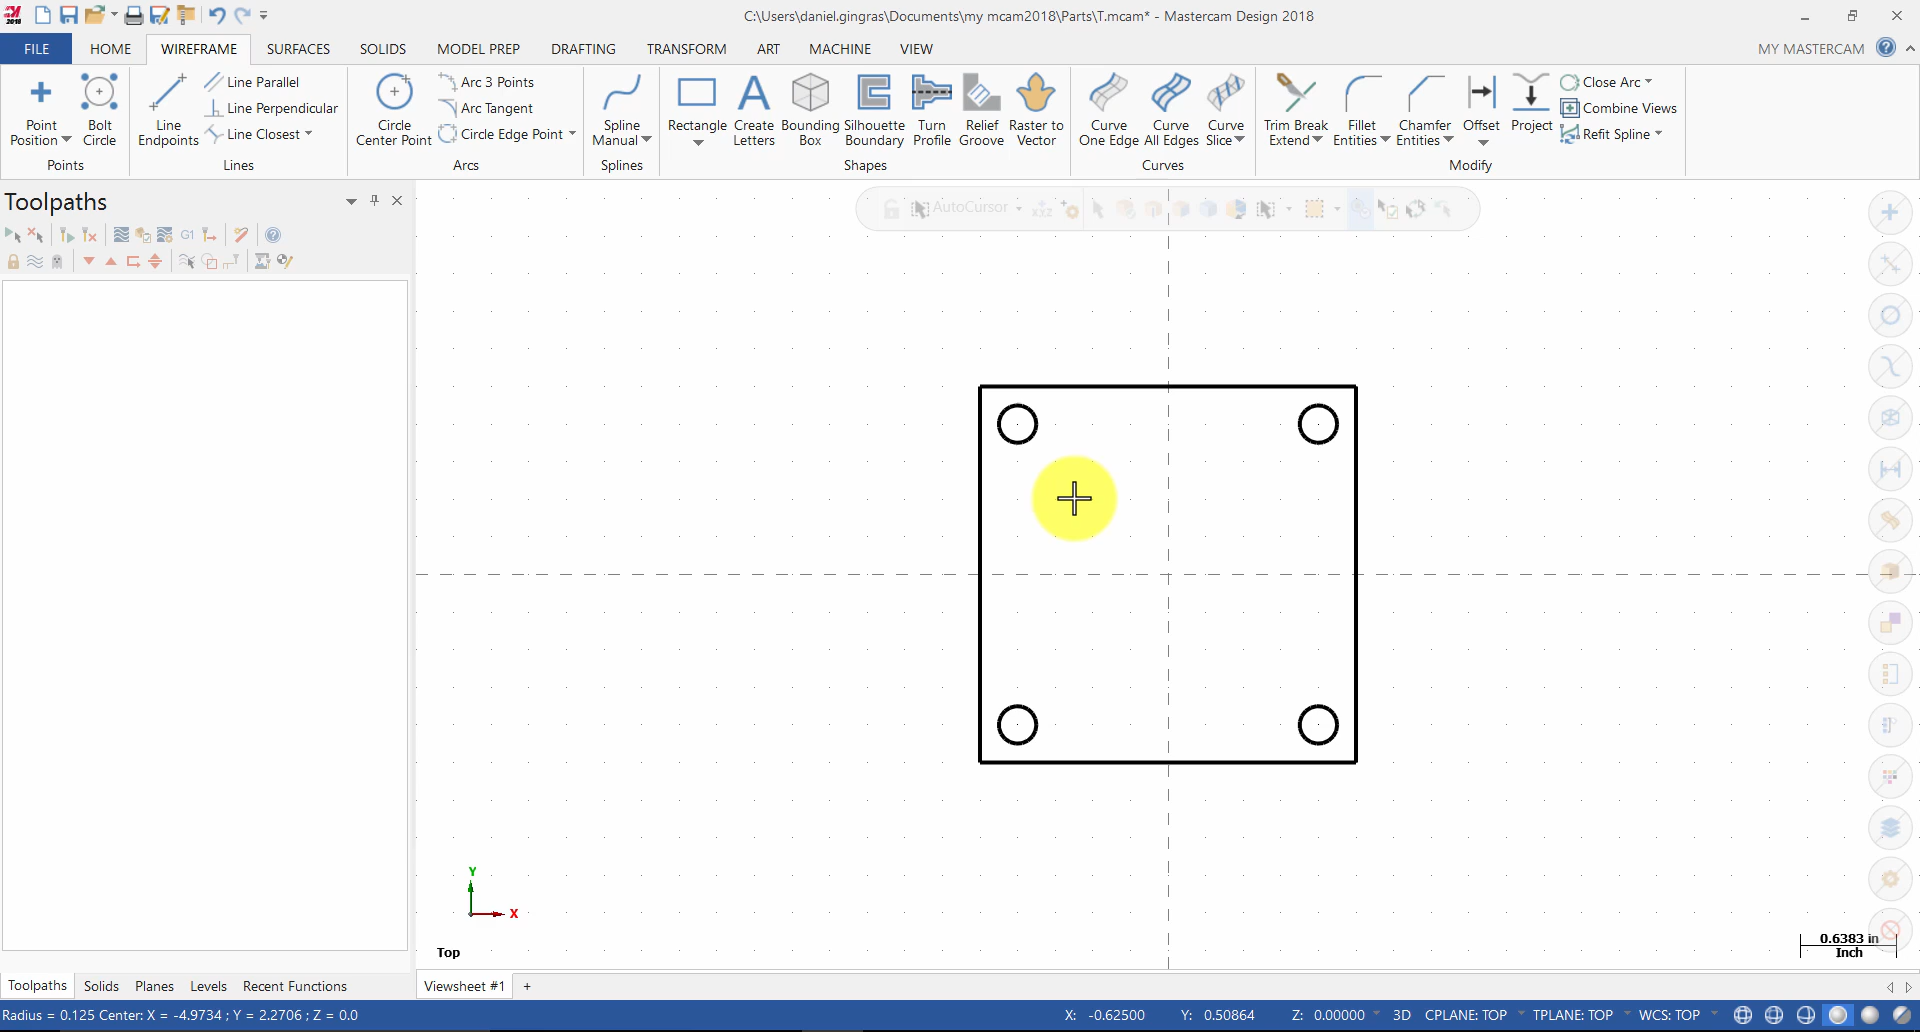 C:\Users\daniel.gingras\Documents\my mcam2018\Parts\T.mcam* - Mastercam Design 2018
FILE HOME WIREFRAME SURFACES SOLIDS MODEL PREP DRAFTING TRANSFORM ART MACHINE VIEW MY MASTERCAM
Point Position
Bolt Circle
Points
Line Endpoints
Line Parallel
Line Perpendicular
Line Closest
Lines
Circle Center Point
Arc 3 Points
Arc Tangent
Circle Edge Point
Arcs
Spline Manual
Splines
Rectangle
Create Letters
Bounding Box
Silhouette Boundary
Turn Profile
Relief Groove
Raster to Vector
Shapes
Curve One Edge
Curve All Edges
Curve Slice
Curves
Trim Break Extend
Fillet Entities
Chamfer Entities
Offset
Project
Close Arc
Combine Views
Refit Spline
Modify
Toolpaths
G1
AutoCursor
XYZ
Y
X
Top
0.6383 in
Inch
Toolpaths Solids Planes Levels Recent Functions
Viewsheet #1 +
Radius = 0.125 Center: X = -4.9734 ; Y = 2.2706 ; Z = 0.0
X: -0.62500 Y: 0.50864 Z: 0.00000 3D CPLANE: TOP TPLANE: TOP WCS: TOP